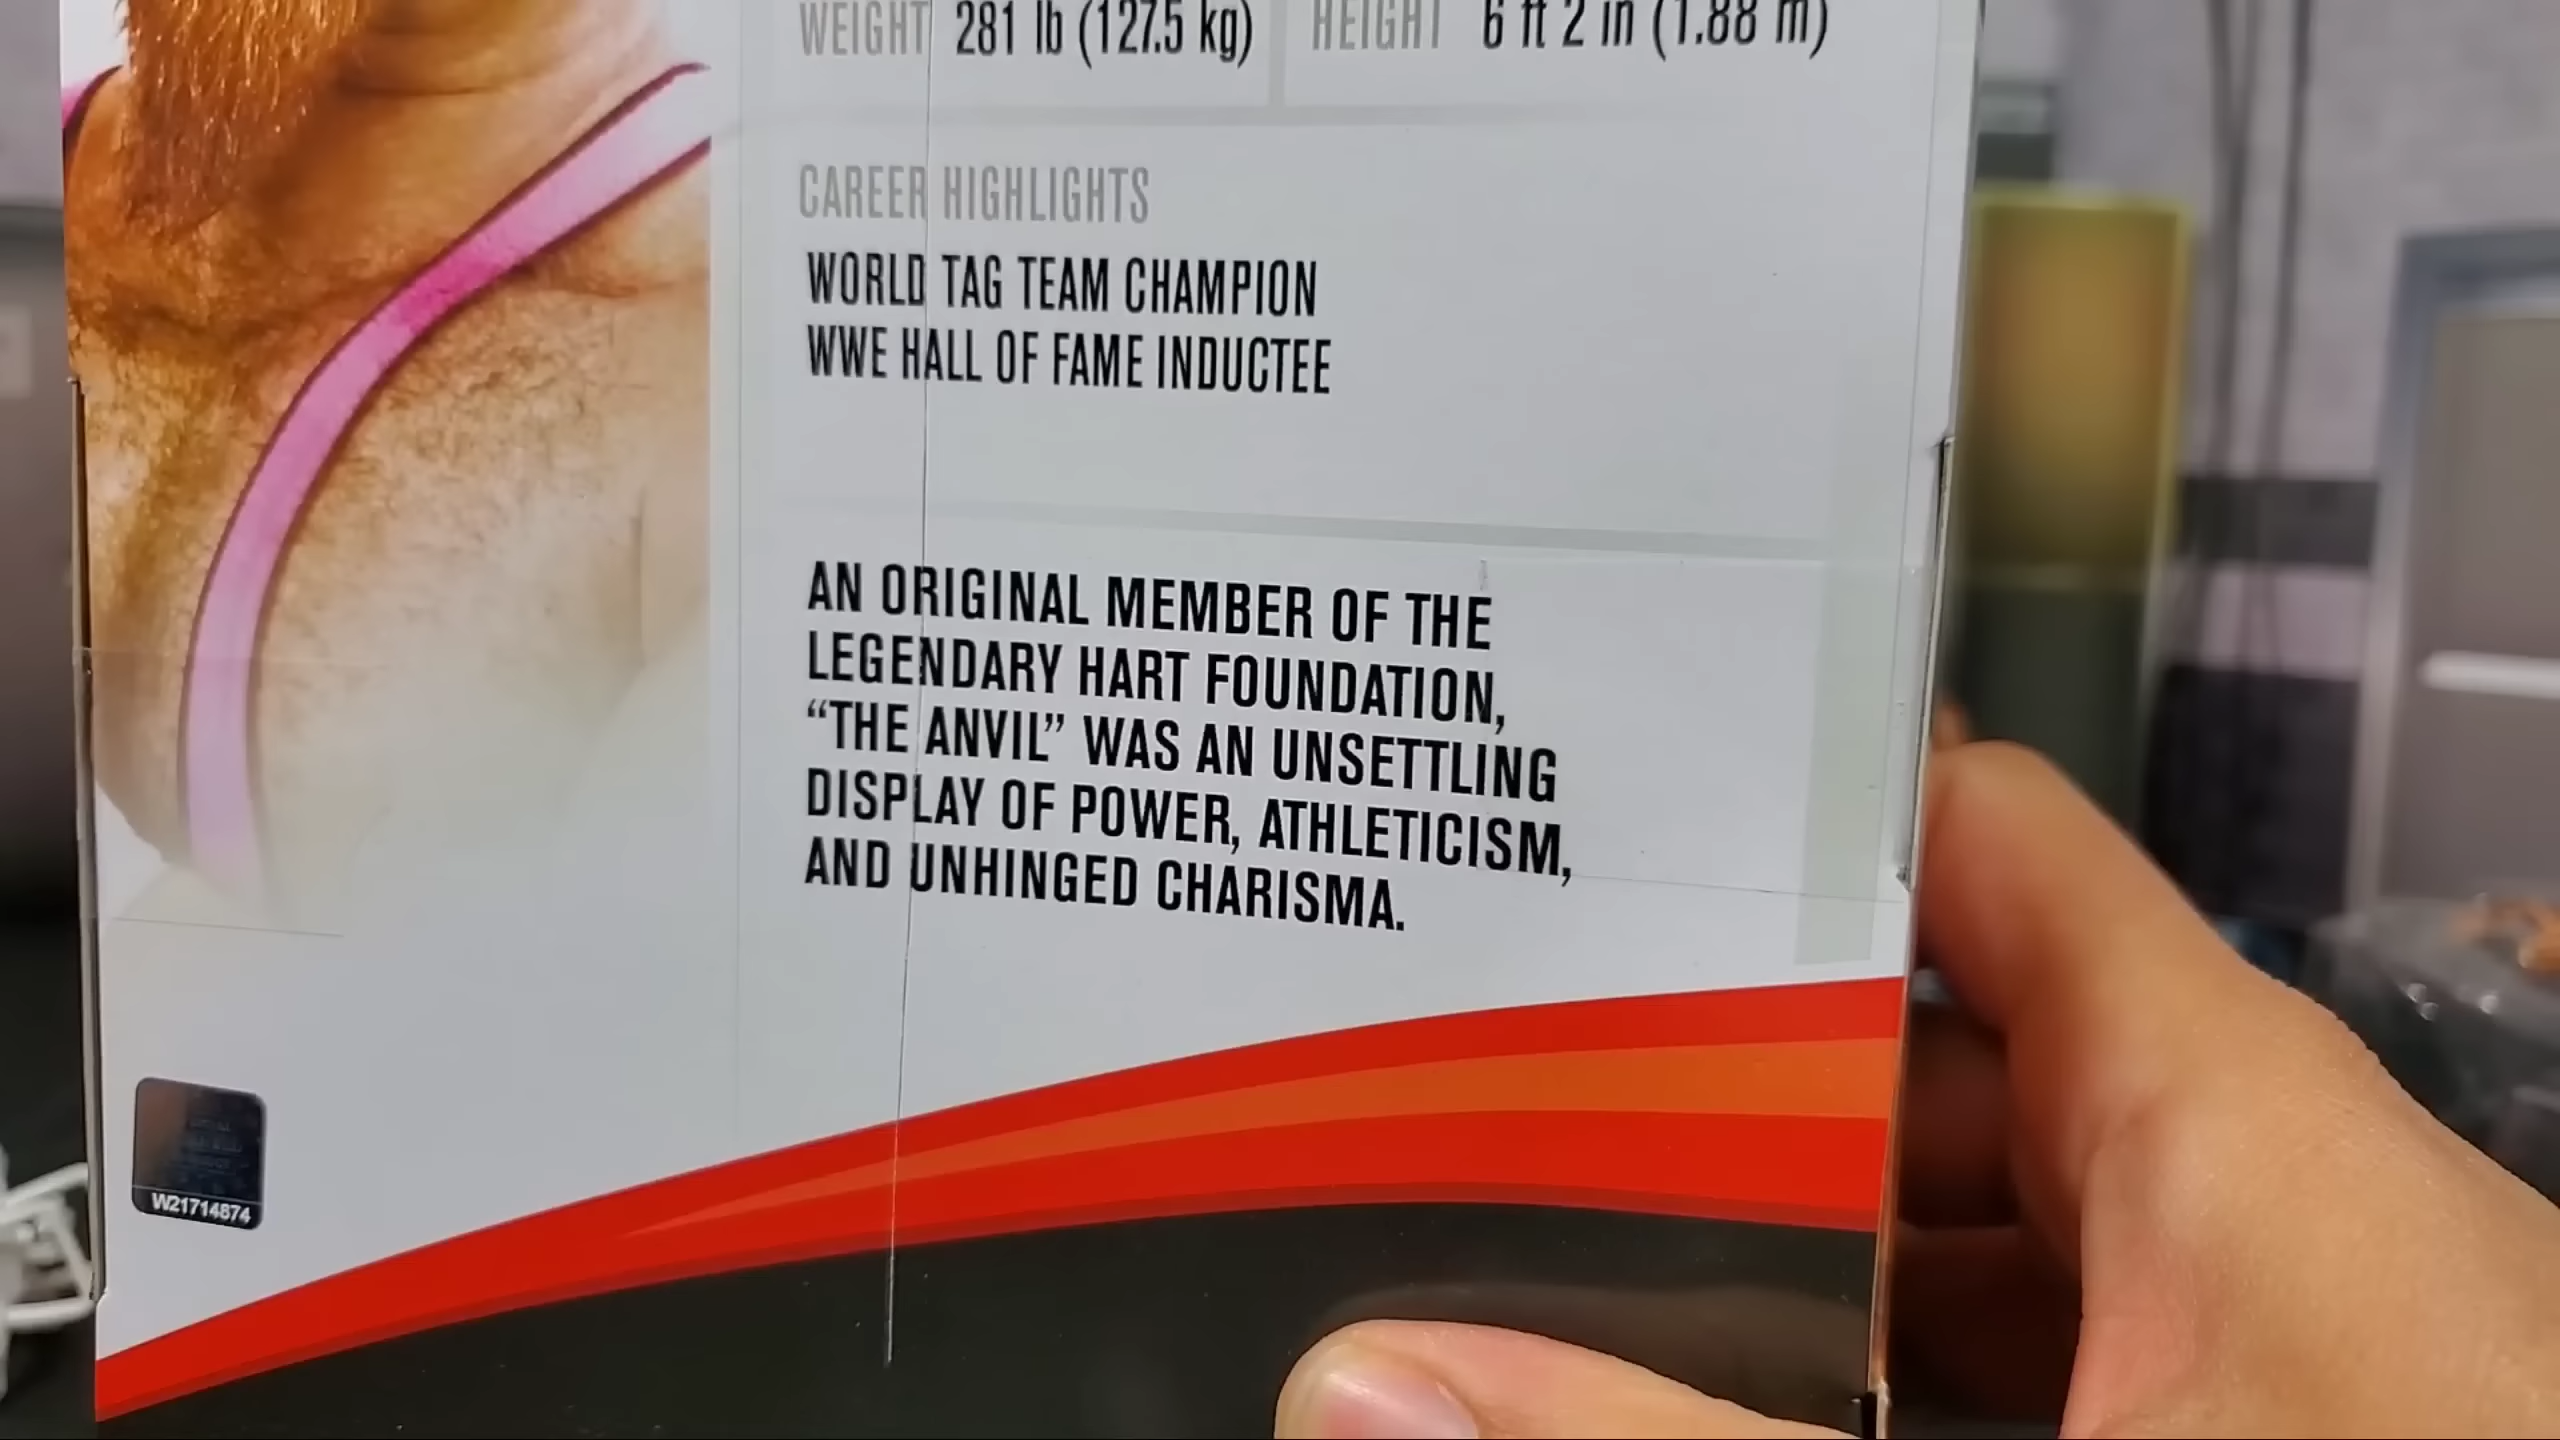 WEIGHT 281 lb (127.5 kg) HEIGHT 6 ft 2 in (1.88 m)
CAREER HIGHLIGHTS
WORLD TAG TEAM CHAMPION
WWE HALL OF FAME INDUCTEE
AN ORIGINAL MEMBER OF THE
LEGENDARY HART FOUNDATION,
“THE ANVIL” WAS AN UNSETTLING
DISPLAY OF POWER, ATHLETICISM,
AND UNHINGED CHARISMA.
W21714874